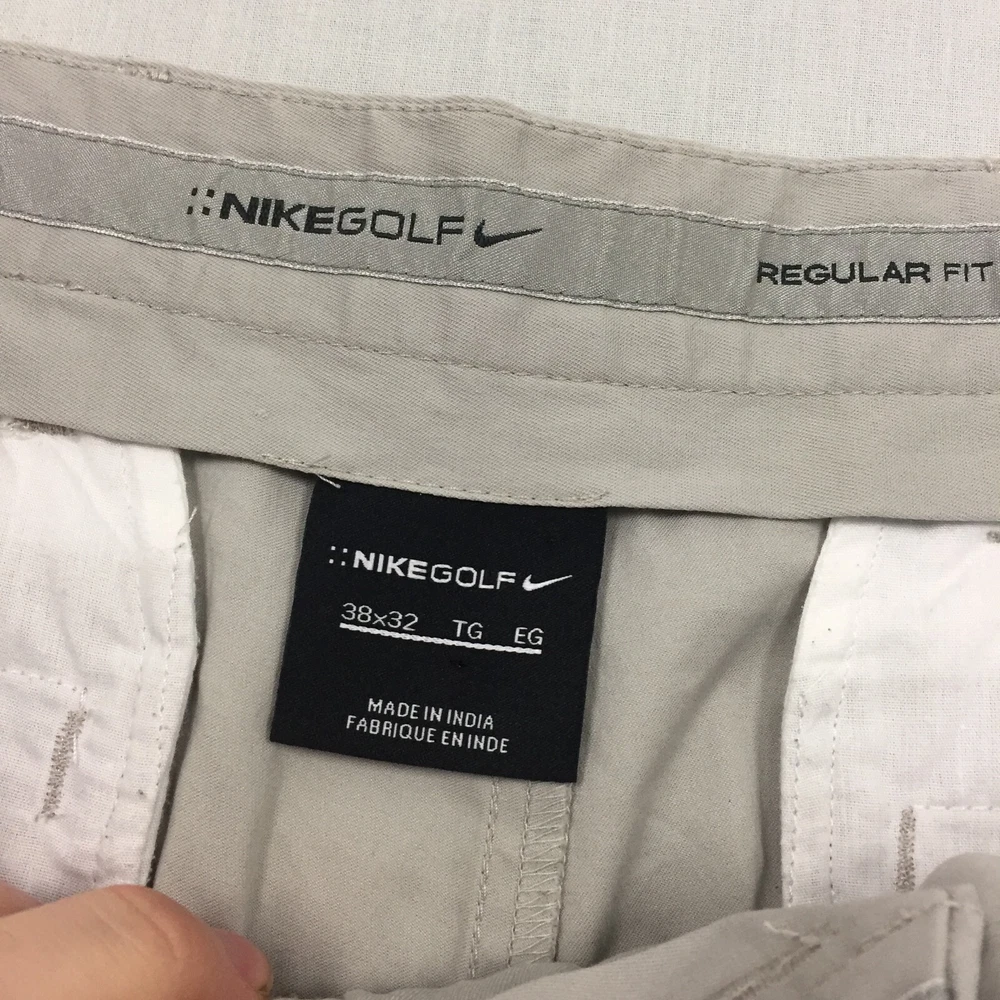 ::NIKEGOLF
REGULAR FIT
::NIKEGOLF
38x32 TG EG
MADE IN INDIA
FABRIQUE EN INDE